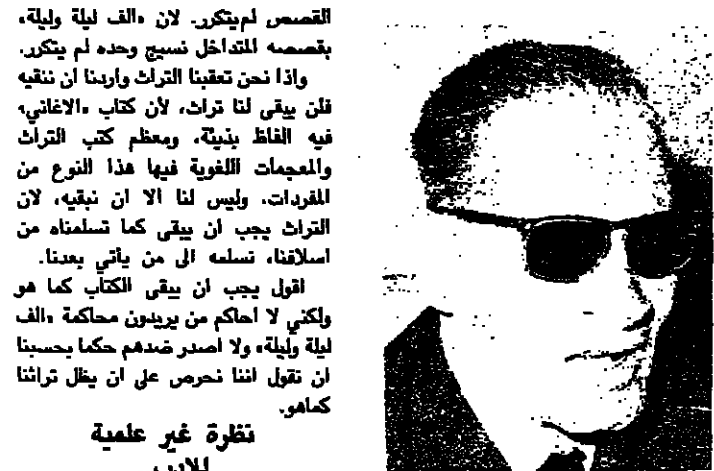 القصص لم يتكرر. لان «الف ليلة وليلة»
بقصصه المتداخل نسيج وحده لم يتكرر.
واذا نحن تعقبنا التراث واردنا ان ننقيه
فلن يبقى لنا تراث، لأن كتاب «الاغاني»
فيه الفاظ بذيئة، ومعظم كتب التراث
والمعجمات اللغوية فيها هذا النوع من
المفردات. وليس لنا الا ان نبقيه، لان
التراث يجب ان يبقى كما تسلمناه من
اسلافنا، نسلمه الى من يأتي بعدنا.
اقول يجب ان يبقى الكتاب كما هو
ولكني لا احاكم من يريدون محاكمة «الف
ليلة وليلة» ولا اصدر ضدهم حكما بحسبنا
ان نقول اننا نحرص على ان يظل تراثنا
كماهو.
نظرة غير علمية
للادب